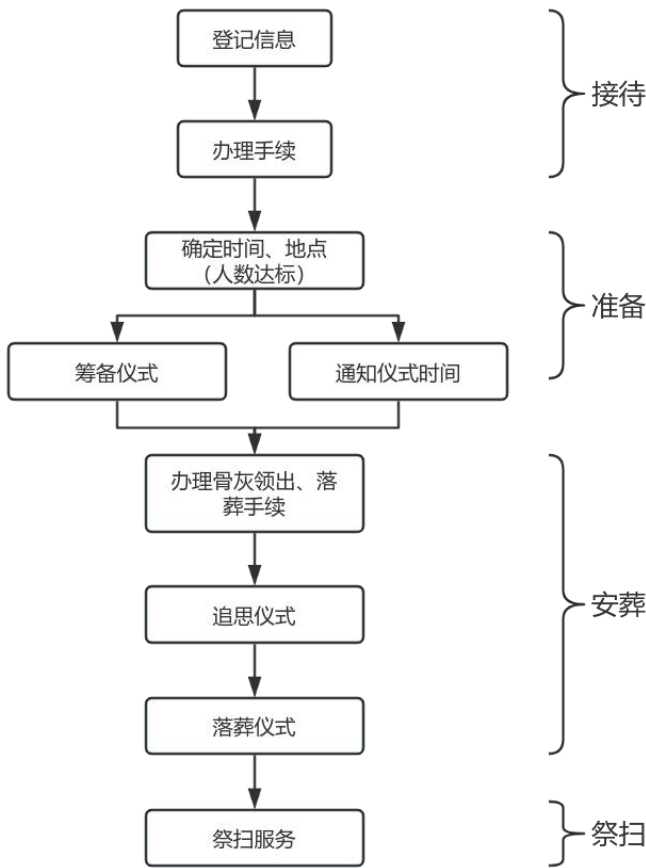 登记信息
接待
办理手续
确定时间、地点
（人数达标）
准备
筹备仪式
通知仪式时间
办理骨灰领出、落
葬手续
安葬
追思仪式
落葬仪式
祭扫服务
祭扫